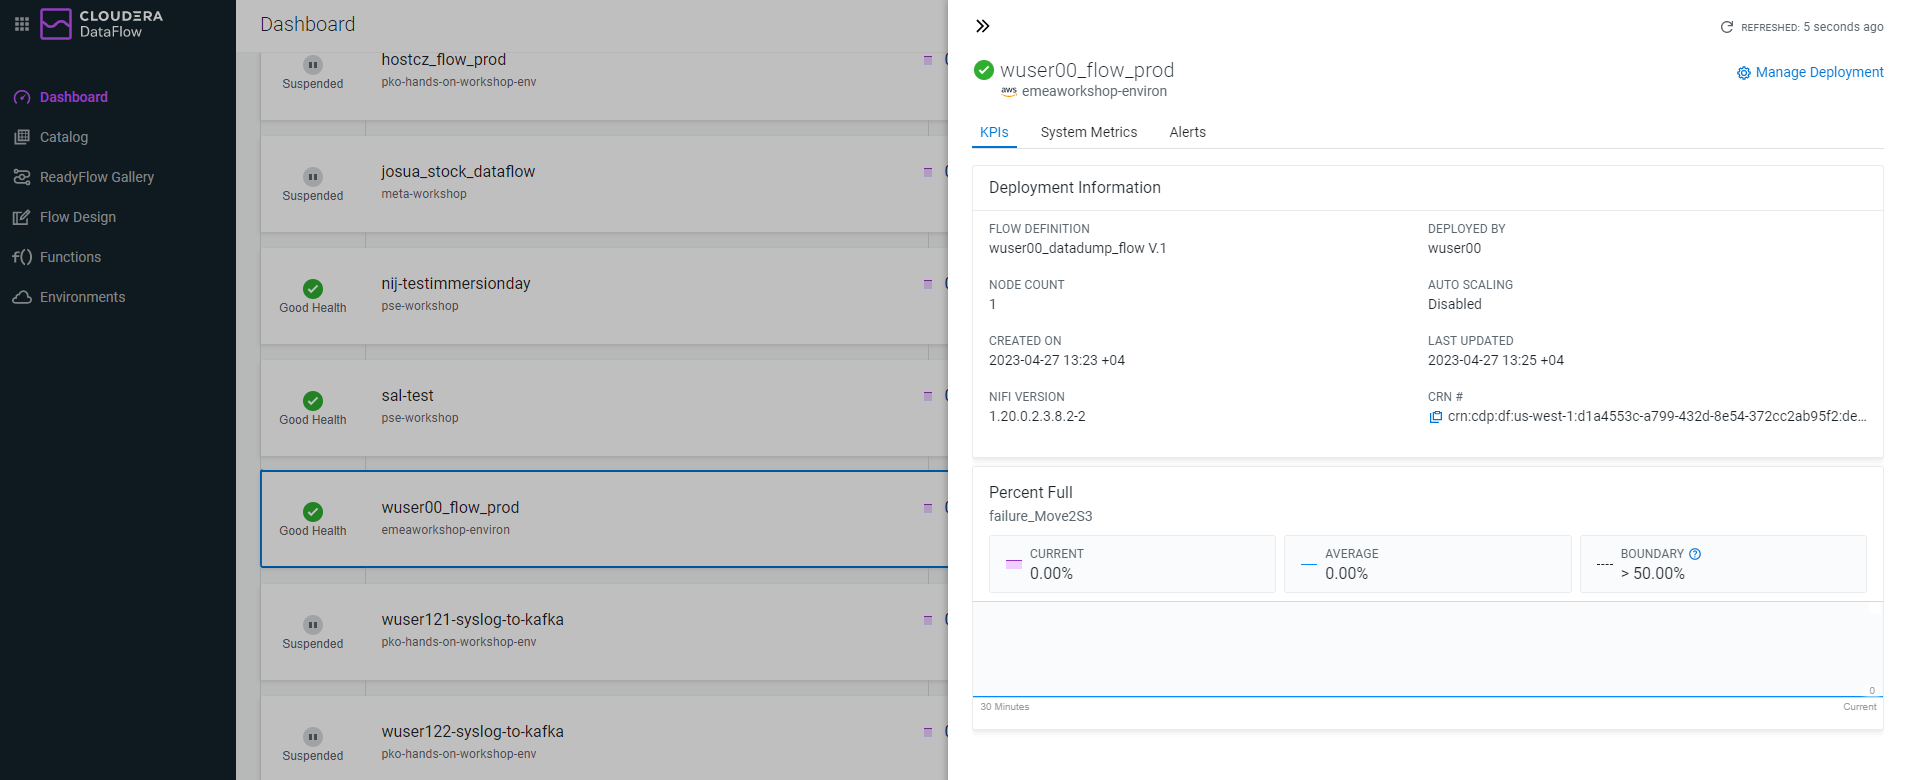 CLOUDERA
DataFlow
Dashboard
Catalog
ReadyFlow Gallery
Flow Design
Functions
Environments
Dashboard
Suspended
hostcz_flow_prod
pko-hands-on-workshop-env
Suspended
josua_stock_dataflow
meta-workshop
Good Health
nij-testimmersionday
pse-workshop
Good Health
sal-test
pse-workshop
Good Health
wuser00_flow_prod
emeaworkshop-environ
Suspended
wuser121-syslog-to-kafka
pko-hands-on-workshop-env
Suspended
wuser122-syslog-to-kafka
pko-hands-on-workshop-env
REFRESHED: 5 seconds ago
wuser00_flow_prod
aws emeaworkshop-environ
Manage Deployment
KPIs System Metrics Alerts
Deployment Information
FLOW DEFINITION
wuser00_datadump_flow V.1
DEPLOYED BY
wuser00
NODE COUNT
1
AUTO SCALING
Disabled
CREATED ON
2023-04-27 13:23 +04
LAST UPDATED
2023-04-27 13:25 +04
NIFI VERSION
1.20.0.2.3.8.2-2
CRN #
crn:cdp:df:us-west-1:d1a4553c-a799-432d-8e54-372cc2ab95f2:de...
Percent Full
failure_Move2S3
CURRENT
0.00%
AVERAGE
0.00%
BOUNDARY ?
> 50.00%
0
30 Minutes
Current